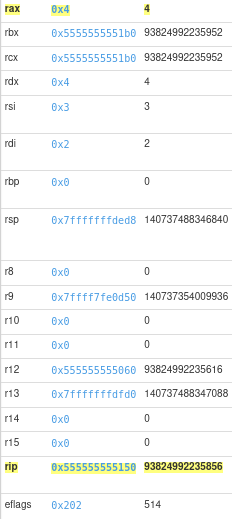 rax 0x4 4
rbx 0x5555555551b0 93824992235952
rcx 0x5555555551b0 93824992235952
rdx 0x4 4
rsi 0x3 3
rdi 0x2 2
rbp 0x0 0
rsp 0x7fffffffded8 140737488346840
r8 0x0 0
r9 0x7ffff7fe0d50 140737354009936
r10 0x0 0
r11 0x0 0
r12 0x555555555060 93824992235616
r13 0x7fffffffdfd0 140737488347088
r14 0x0 0
r15 0x0 0
rip 0x555555555150 93824992235856
eflags 0x202 514